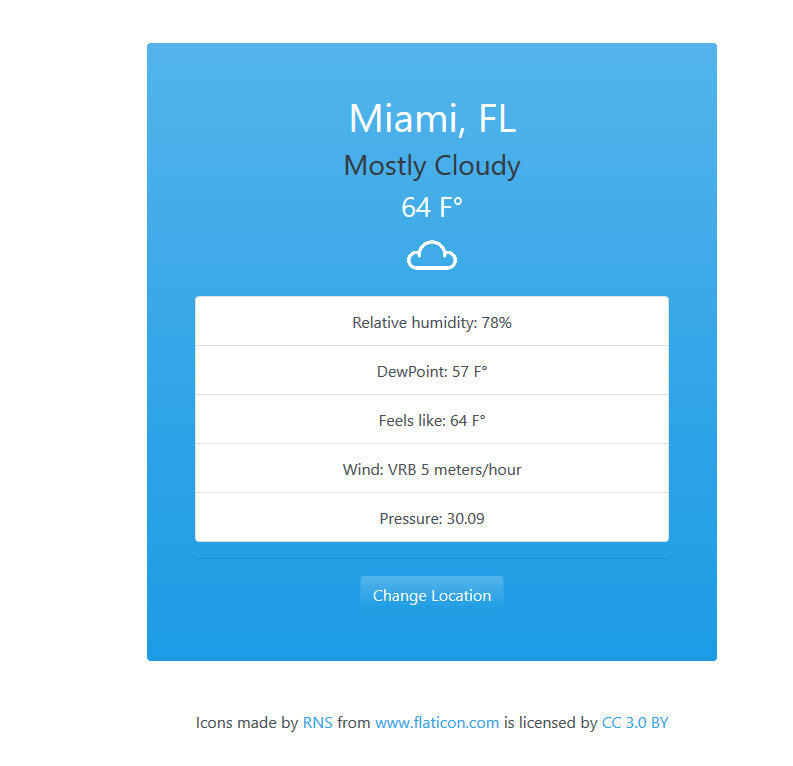 Miami, FL
Mostly Cloudy
64 F°
Relative humidity: 78%
DewPoint: 57 F°
Feels like: 64 F°
Wind: VRB 5 meters/hour
Pressure: 30.09
Change Location
Icons made by RNS from www.flaticon.com is licensed by CC 3.0 BY